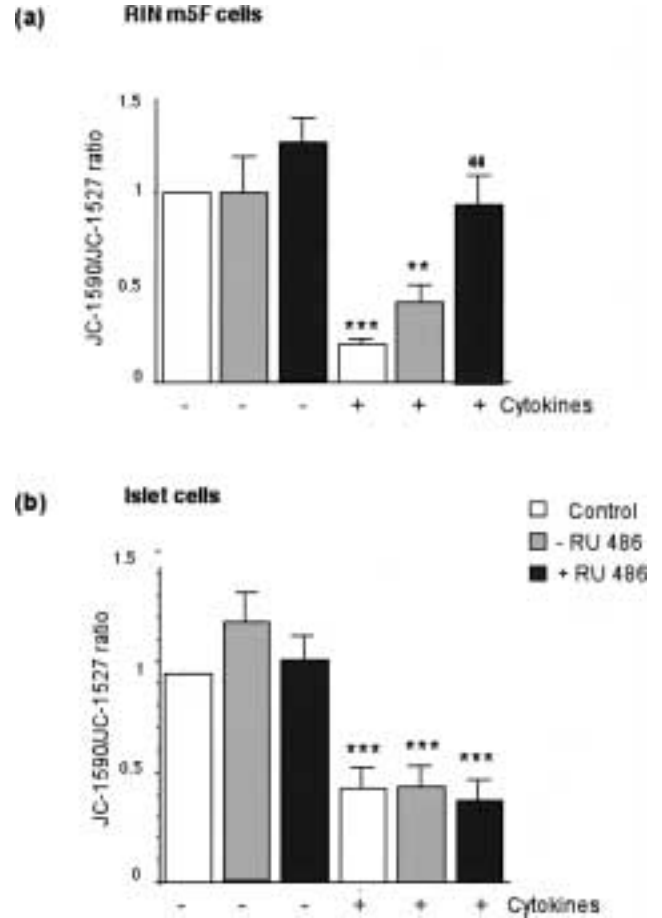 (a) RIN m5F cells
1.5
1
0.5
0
JC-1590/JC-1527 ratio
***
**
- - - + + + Cytokines
(b) Islet cells
Control
- RU 486
+ RU 486
1.5
1
0.5
0
JC-1590/JC-1527 ratio
*** *** ***
- - - + + + Cytokines